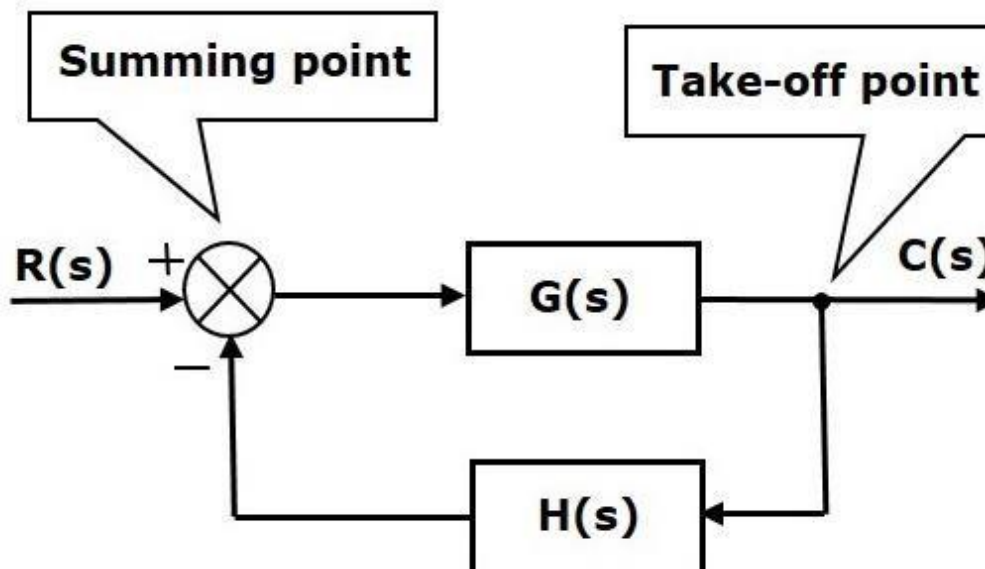 Summing point
Take-off point
R(s)
+
G(s)
C(s)
−
H(s)